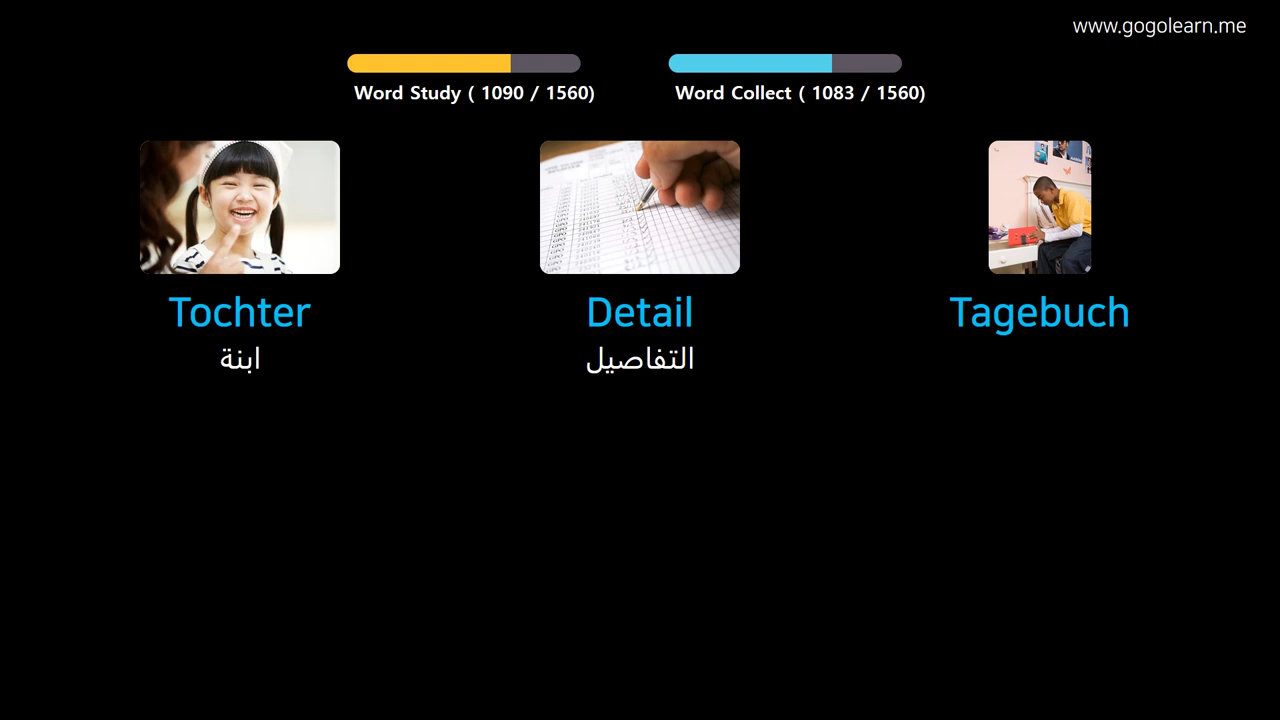 www.gogolearn.me
Word Study ( 1090 / 1560)
Word Collect ( 1083 / 1560)
Tochter
ابنة
Detail
التفاصيل
Tagebuch